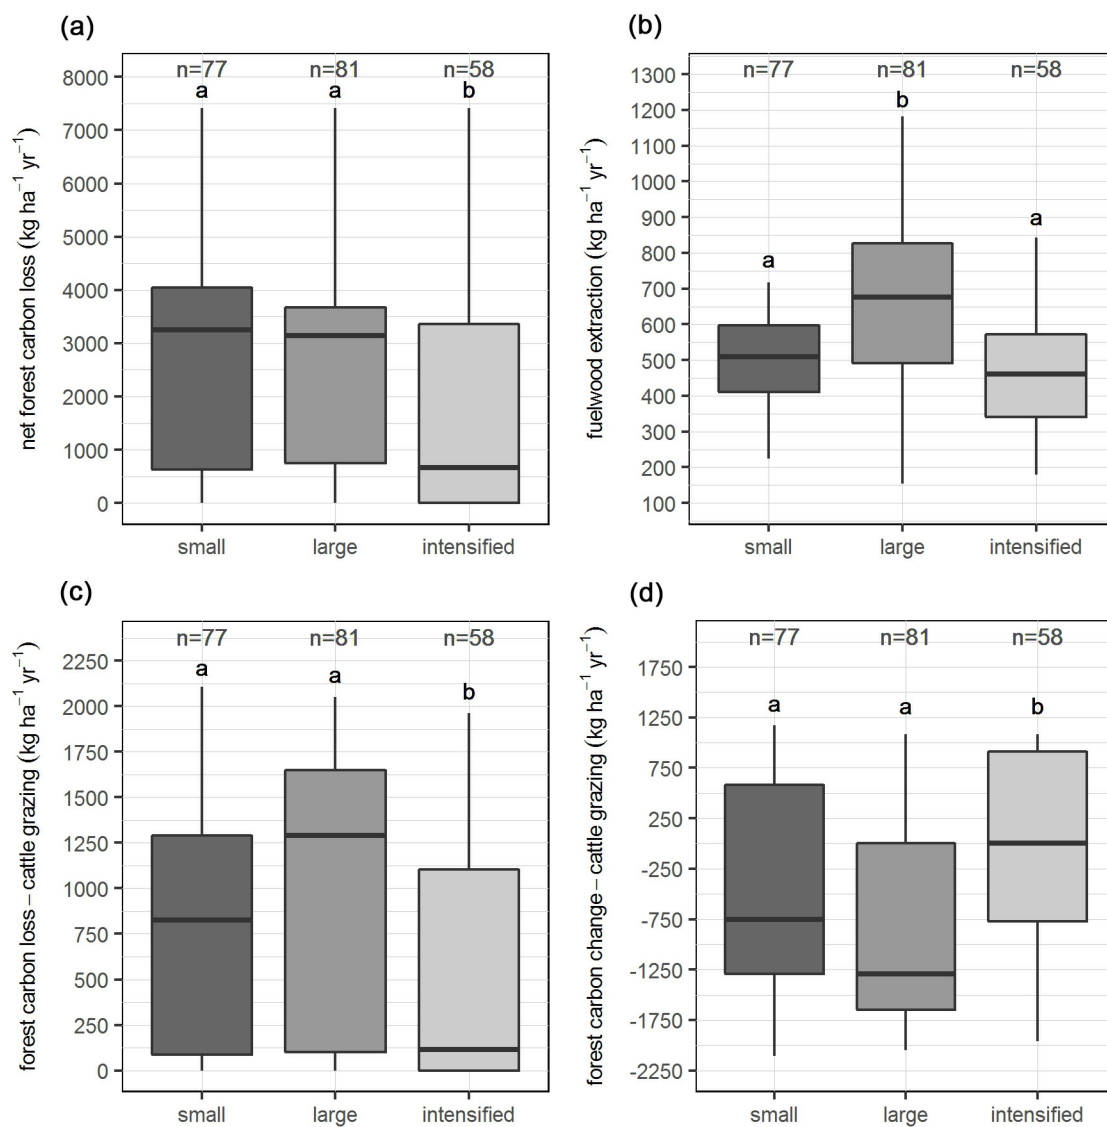 (a)
n=77 n=81 n=58
a a b
8000
7000
6000
5000
4000
3000
2000
1000
0
net forest carbon loss (kg ha⁻¹ yr⁻¹)
small large intensified
(b)
n=77 n=81 n=58
a b a
1300
1200
1100
1000
900
800
700
600
500
400
300
200
100
fuelwood extraction (kg ha⁻¹ yr⁻¹)
small large intensified
(c)
n=77 n=81 n=58
a a b
2250
2000
1750
1500
1250
1000
750
500
250
0
forest carbon loss – cattle grazing (kg ha⁻¹ yr⁻¹)
small large intensified
(d)
n=77 n=81 n=58
a a b
1750
1250
750
250
-250
-750
-1250
-1750
-2250
forest carbon change – cattle grazing (kg ha⁻¹ yr⁻¹)
small large intensified